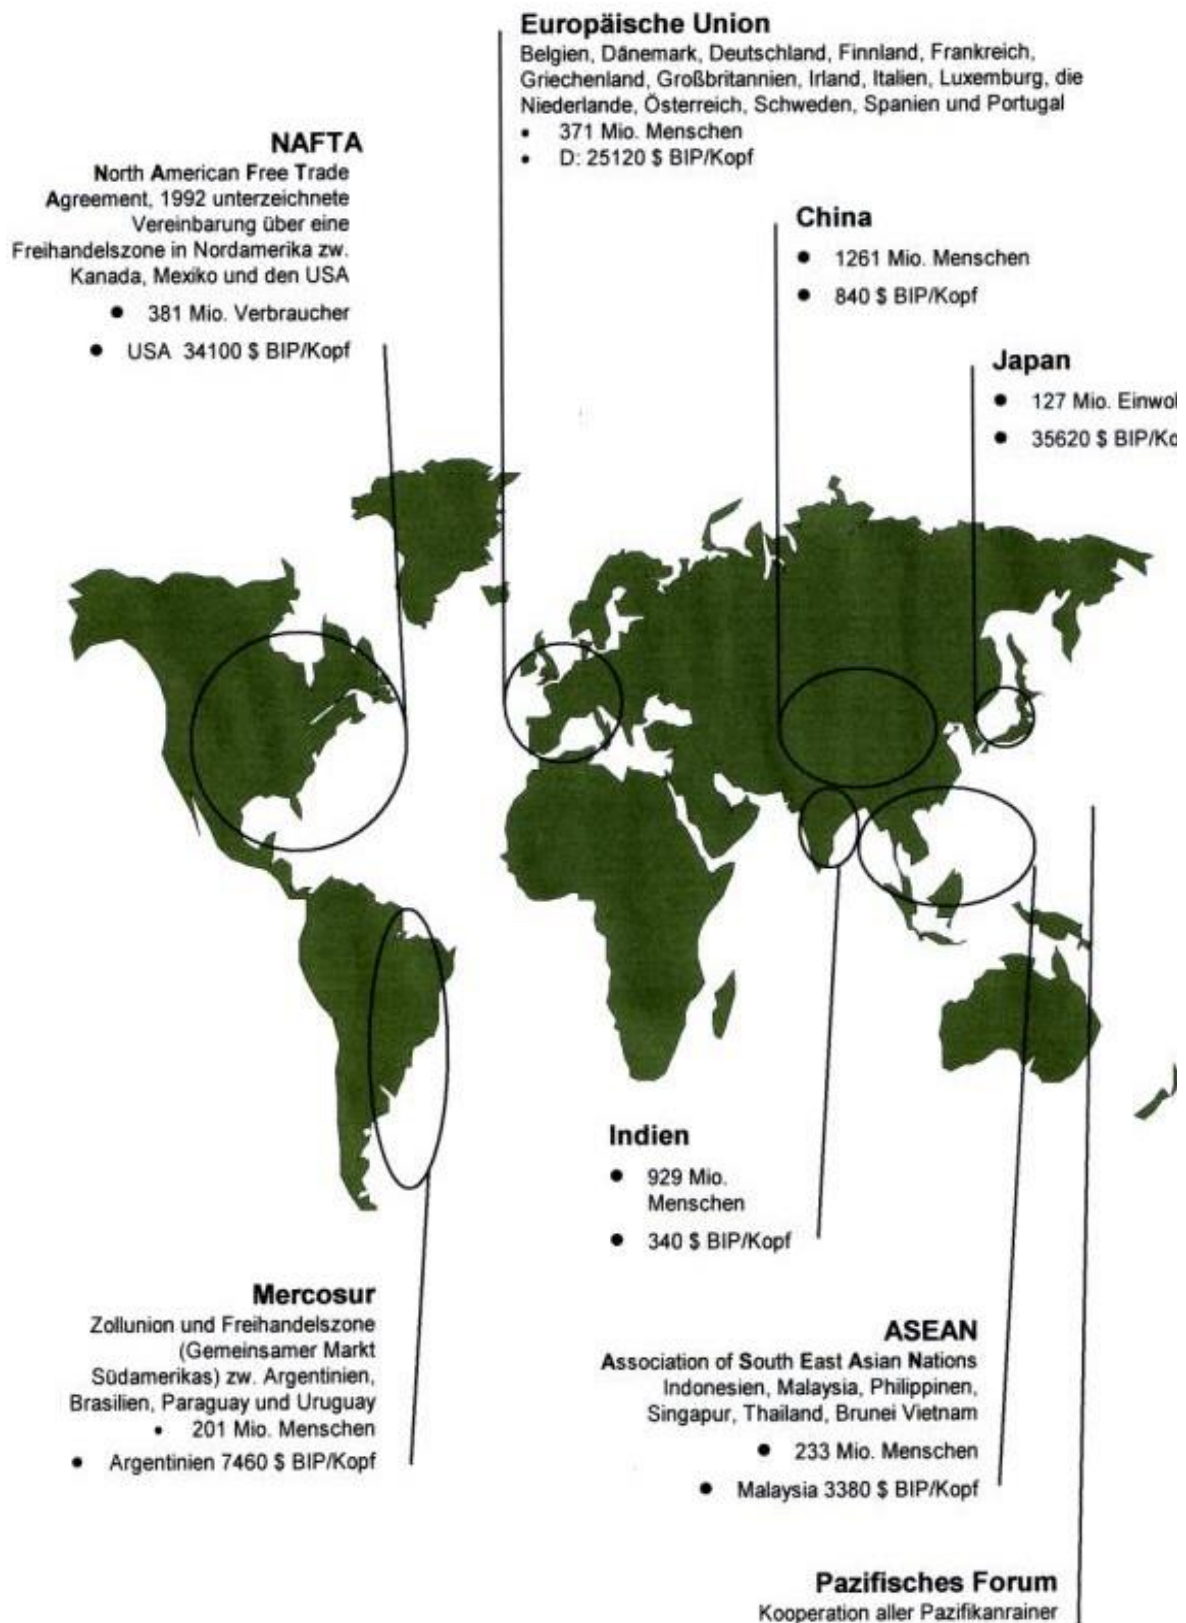 Europäische Union
Belgien, Dänemark, Deutschland, Finnland, Frankreich,
Griechenland, Großbritannien, Irland, Italien, Luxemburg, die
Niederlande, Österreich, Schweden, Spanien und Portugal
• 371 Mio. Menschen
• D: 25120 $ BIP/Kopf
NAFTA
North American Free Trade
Agreement, 1992 unterzeichnete
Vereinbarung über eine
Freihandelszone in Nordamerika zw.
Kanada, Mexiko und den USA
• 381 Mio. Verbraucher
• USA 34100 $ BIP/Kopf
China
• 1261 Mio. Menschen
• 840 $ BIP/Kopf
Japan
• 127 Mio.
• 35620 $
Indien
• 929 Mio.
Menschen
• 340 $ BIP/Kopf
Mercosur
Zollunion und Freihandelszone
(Gemeinsamer Markt
Südamerikas) zw. Argentinien,
Brasilien, Paraguay und Uruguay
• 201 Mio. Menschen
• Argentinien 7460 $ BIP/Kopf
ASEAN
Association of South East Asian Nations
Indonesien, Malaysia, Philippinen,
Singapur, Thailand, Brunei Vietnam
• 233 Mio. Menschen
• Malaysia 3380 $ BIP/Kopf
Pazifisches Forum
Kooperation aller Pazifikanrainer